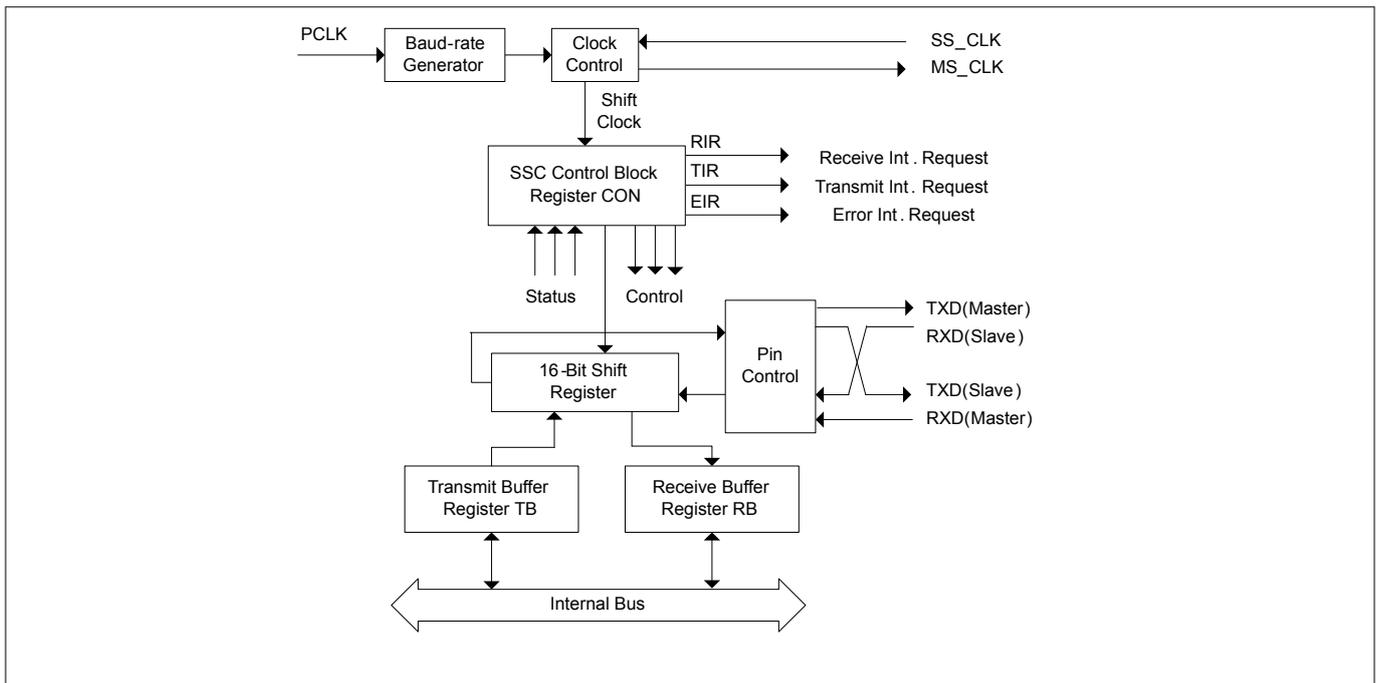 PCLK
Baud-rate
Generator
Clock
Control
SS_CLK
MS_CLK
Shift
Clock
SSC Control Block
Register CON
RIR
Receive Int. Request
TIR
Transmit Int. Request
EIR
Error Int. Request
Status
Control
Pin
Control
TXD(Master)
RXD(Slave)
TXD(Slave)
RXD(Master)
16-Bit Shift
Register
Transmit Buffer
Register TB
Receive Buffer
Register RB
Internal Bus